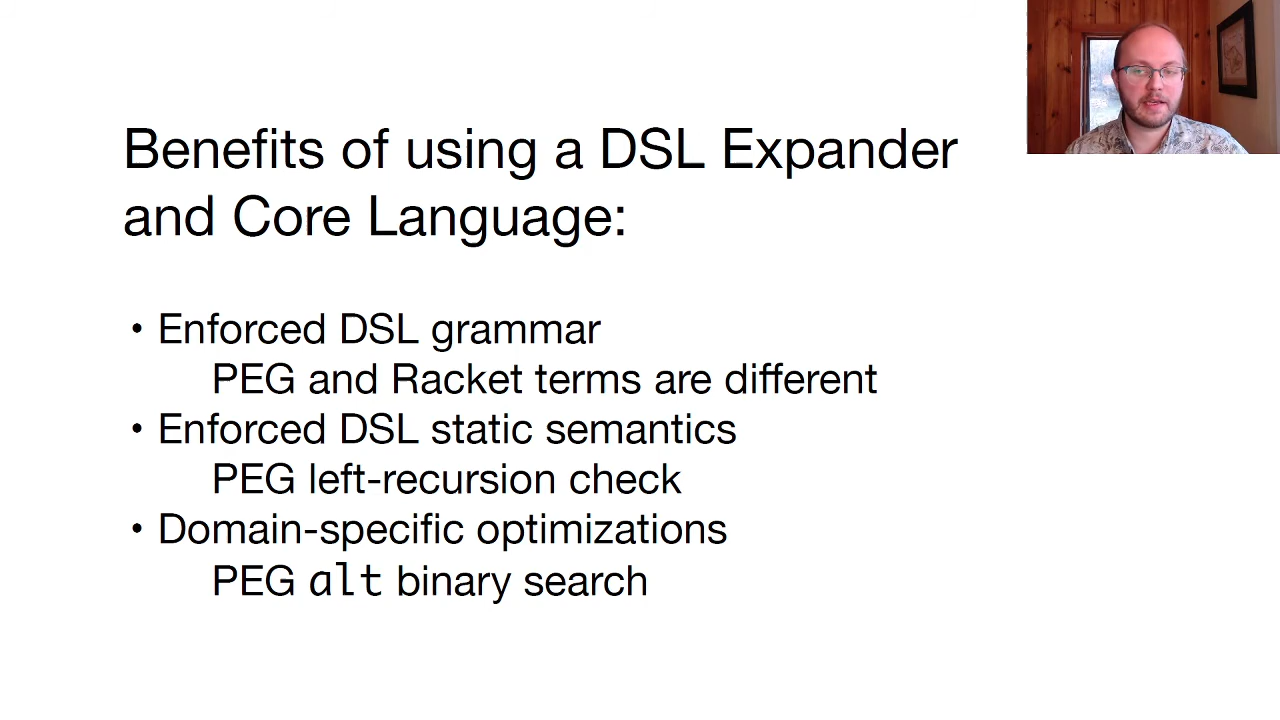 Benefits of using a DSL Expander
and Core Language:
• Enforced DSL grammar
PEG and Racket terms are different
• Enforced DSL static semantics
PEG left-recursion check
• Domain-specific optimizations
PEG alt binary search